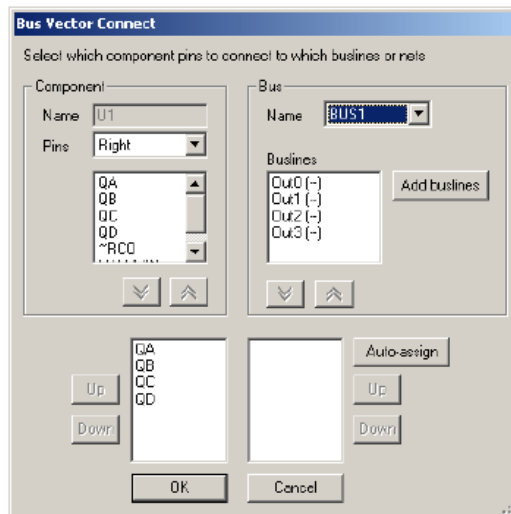 Bus Vector Connect
Select which component pins to connect to which buslines or nets
Component
Name U1
Pins Right
QA
QB
QC
QD
~RCO
Bus
Name BUS1
Buslines
Out0 (--)
Out1 (--)
Out2 (--)
Out3 (--)
Add buslines
Up
Down
QA
QB
QC
QD
Auto-assign
Up
Down
OK
Cancel